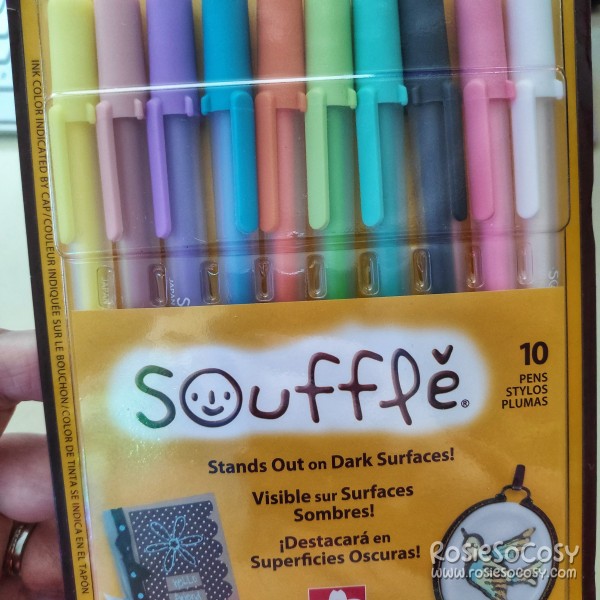 INK COLOR INDICATED BY CAP/COULEUR INDIQUÉE SUR LE BOUCHON/COLOR DE TINTA SE INDICA EN EL TAPÓN
Soufflě®
10
PENS
STYLOS
PLUMAS
Stands Out on Dark Surfaces!
Visible sur Surfaces
Sombres!
¡Destacará en
Superficies Oscuras!
RosieSoCosy
www.rosiesocosy.com